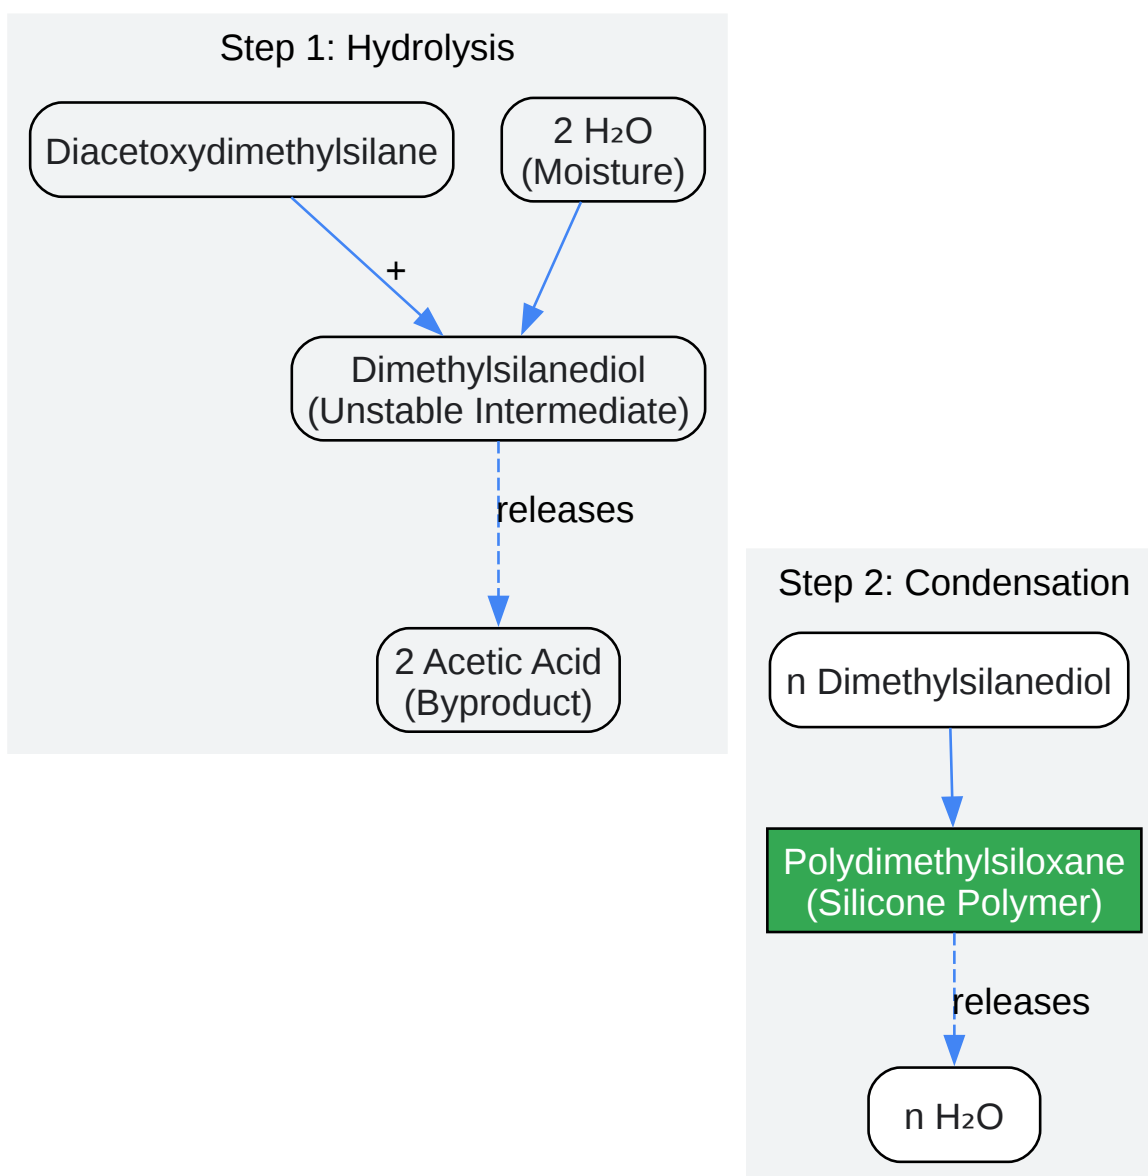 Step 1: Hydrolysis
Diacetoxydimethylsilane
2 H₂O
(Moisture)
+
Dimethylsilanediol
(Unstable Intermediate)
releases
2 Acetic Acid
(Byproduct)
Step 2: Condensation
n Dimethylsilanediol
Polydimethylsiloxane
(Silicone Polymer)
releases
n H₂O